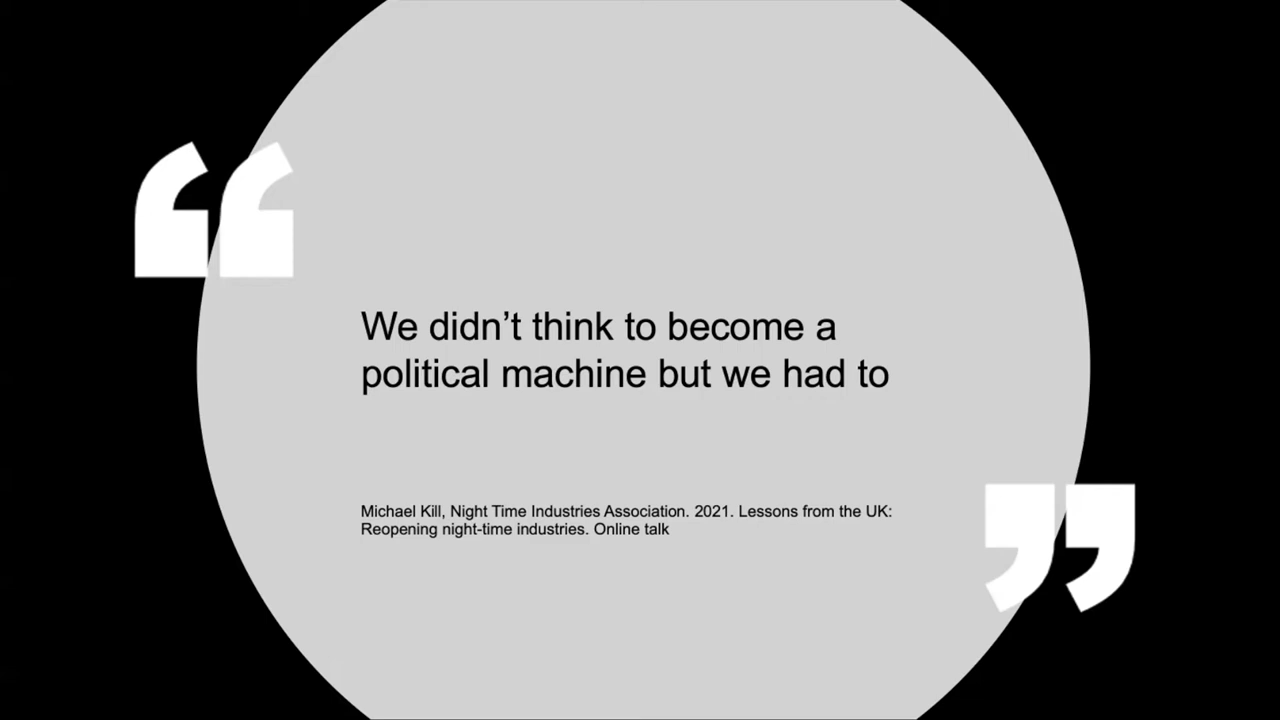 “
We didn’t think to become a
political machine but we had to
Michael Kill, Night Time Industries Association. 2021. Lessons from the UK:
Reopening night-time industries. Online talk
”